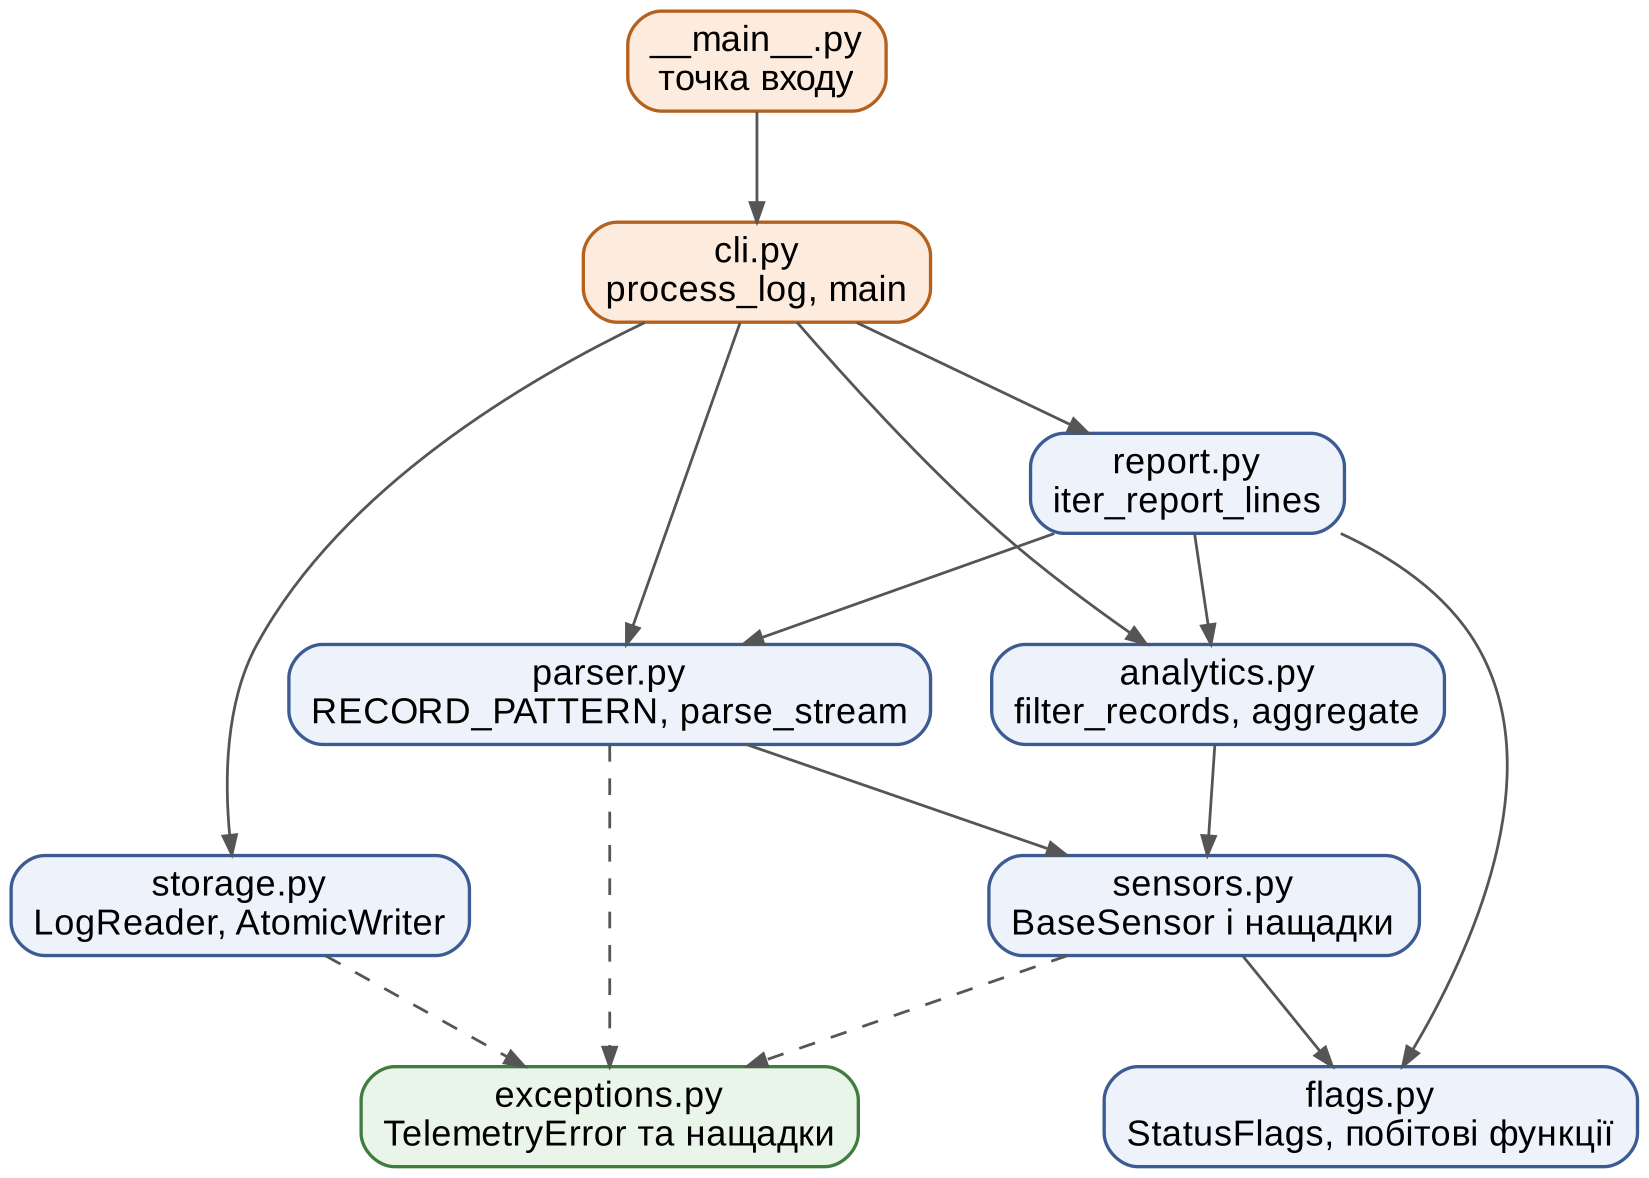 __main__.py
точка входу
cli.py
process_log, main
report.py
iter_report_lines
parser.py
RECORD_PATTERN, parse_stream
analytics.py
filter_records, aggregate
storage.py
LogReader, AtomicWriter
sensors.py
BaseSensor і нащадки
exceptions.py
TelemetryError та нащадки
flags.py
StatusFlags, побітові функції